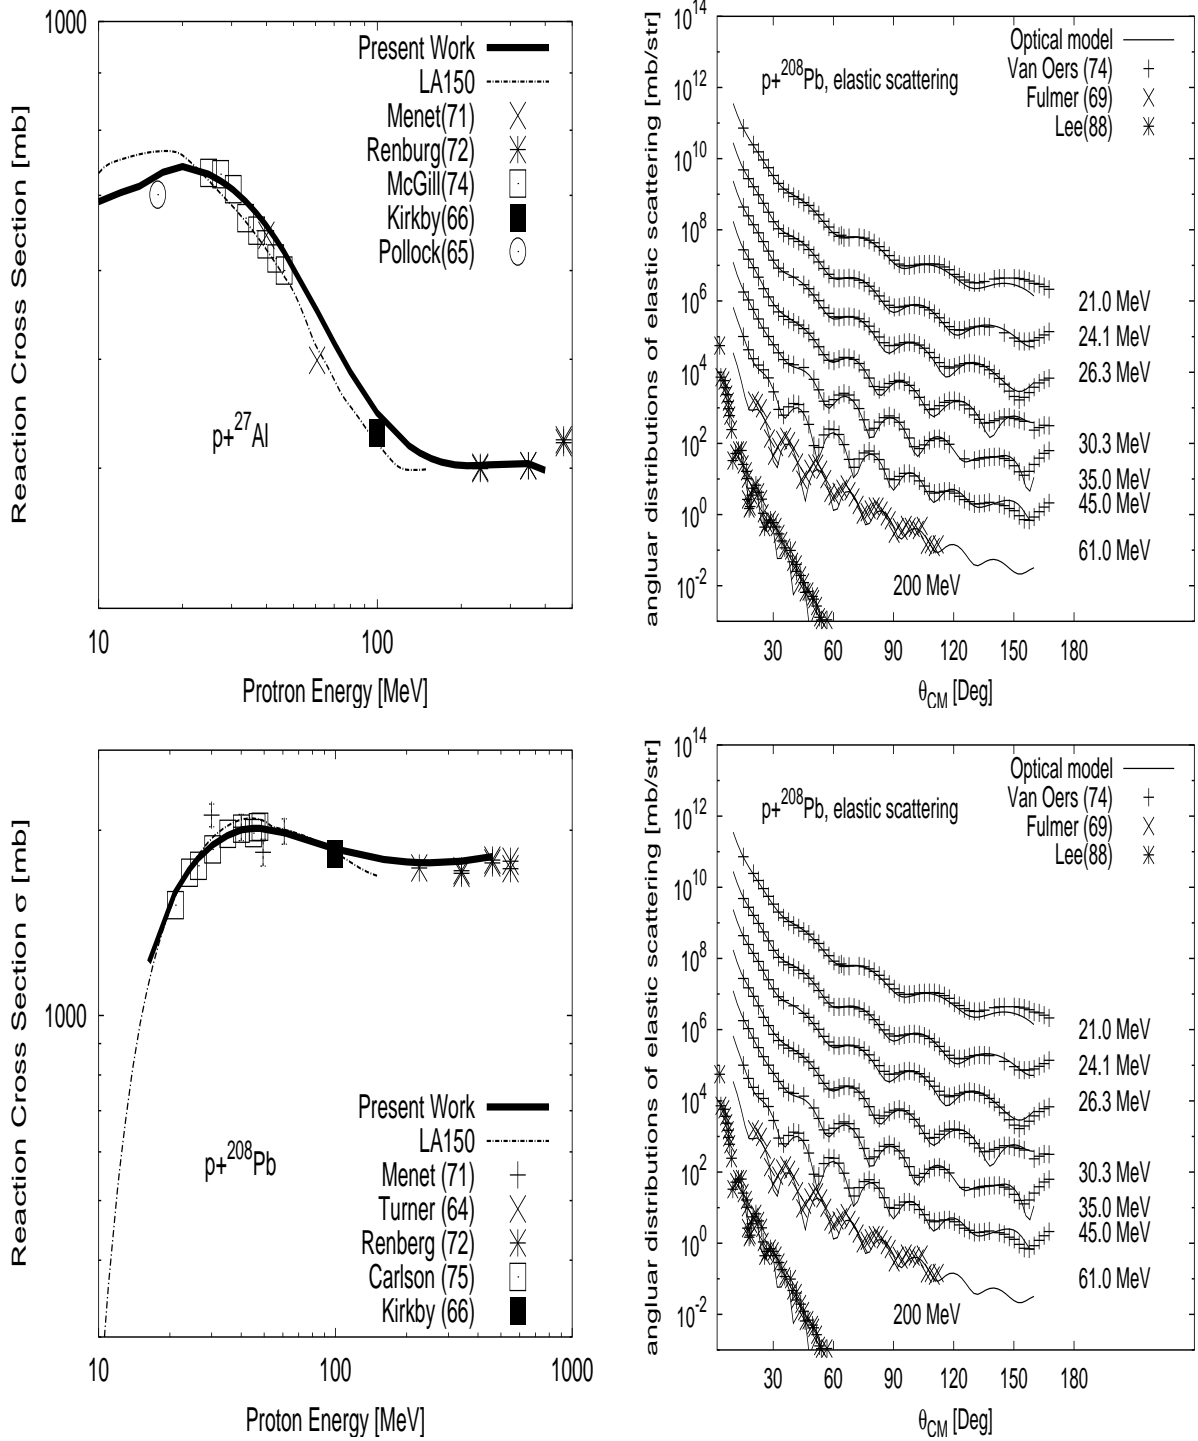 1000
Reaction Cross Section [mb]
Present Work
LA150
Menet(71)
Renburg(72)
McGill(74)
Kirkby(66)
Pollock(65)
p+27Al
10
100
Protron Energy [MeV]
angluar distributions of elastic scattering [mb/str]
10^14
10^12
10^10
10^8
10^6
10^4
10^2
10^0
10^-2
Optical model
Van Oers (74)
Fulmer (69)
Lee(88)
p+208Pb, elastic scattering
21.0 MeV
24.1 MeV
26.3 MeV
30.3 MeV
35.0 MeV
45.0 MeV
61.0 MeV
200 MeV
30 60 90 120 150 180
θCM [Deg]
Reaction Cross Section σ [mb]
1000
Present Work
LA150
Menet (71)
Turner (64)
Renberg (72)
Carlson (75)
Kirkby (66)
p+208Pb
10
100
1000
Proton Energy [MeV]
angluar distributions of elastic scattering [mb/str]
10^14
10^12
10^10
10^8
10^6
10^4
10^2
10^0
10^-2
Optical model
Van Oers (74)
Fulmer (69)
Lee(88)
p+208Pb, elastic scattering
21.0 MeV
24.1 MeV
26.3 MeV
30.3 MeV
35.0 MeV
45.0 MeV
61.0 MeV
200 MeV
30 60 90 120 150 180
θCM [Deg]